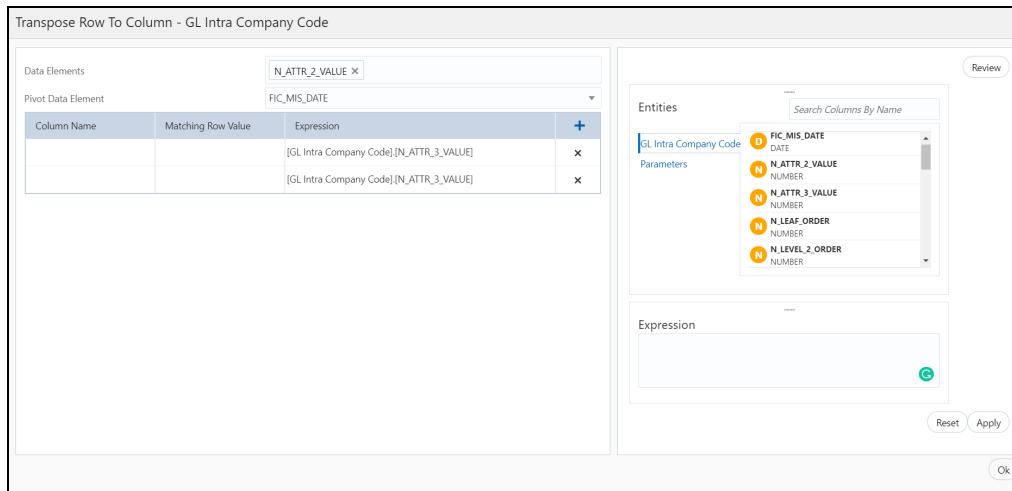 Transpose Row To Column - GL Intra Company Code
Data Elements
N_ATTR_2_VALUE ×
Pivot Data Element
FIC_MIS_DATE
Column Name Matching Row Value Expression +
[GL Intra Company Code].[N_ATTR_3_VALUE] ×
[GL Intra Company Code].[N_ATTR_3_VALUE] ×
Review
Entities
Search Columns By Name
GL Intra Company Code
Parameters
D FIC_MIS_DATE
DATE
N N_ATTR_2_VALUE
NUMBER
N N_ATTR_3_VALUE
NUMBER
N N_LEAF_ORDER
NUMBER
N N_LEVEL_2_ORDER
NUMBER
Expression
G
Reset Apply
Ok